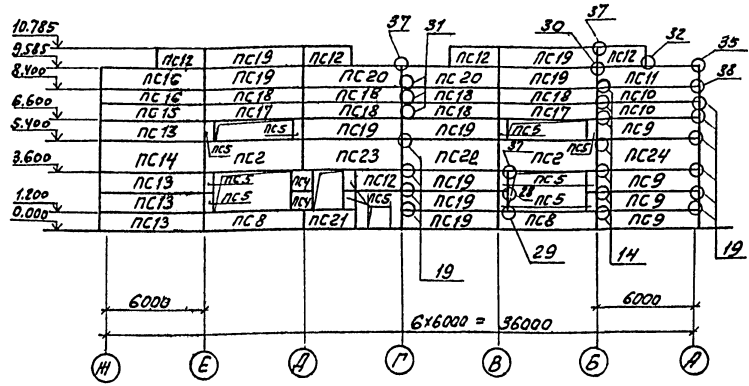 10.785
9.585
8.400
6.600
5.400
3.600
1.200
0.000
37 31 30 37 32 35 38
ПС12 ПС19 ПС12 ПС12 ПС19 ПС12
ПС16 ПС19 ПС20 ПС20 ПС19 ПС11
ПС16 ПС18 ПС18 ПС18 ПС18 ПС10
ПС15 ПС17 ПС18 ПС18 ПС17 ПС10
ПС13 ПС5 ПС5 ПС19 ПС19 ПС5 ПС5 ПС9
ПС14 ПС2 ПС23 ПС22 ПС2 ПС24
37
ПС13 ПС5 ПС4 ПС12 ПС19 ПС5 ПС9
28
ПС13 ПС5 ПС4 ПС5 ПС19 ПС5 ПС9
ПС13 ПС8 ПС21 ПС19 ПС8 ПС9
19 29 14 19
6000 6000
6×6000 = 36000
Ж Е Д Г В Б А